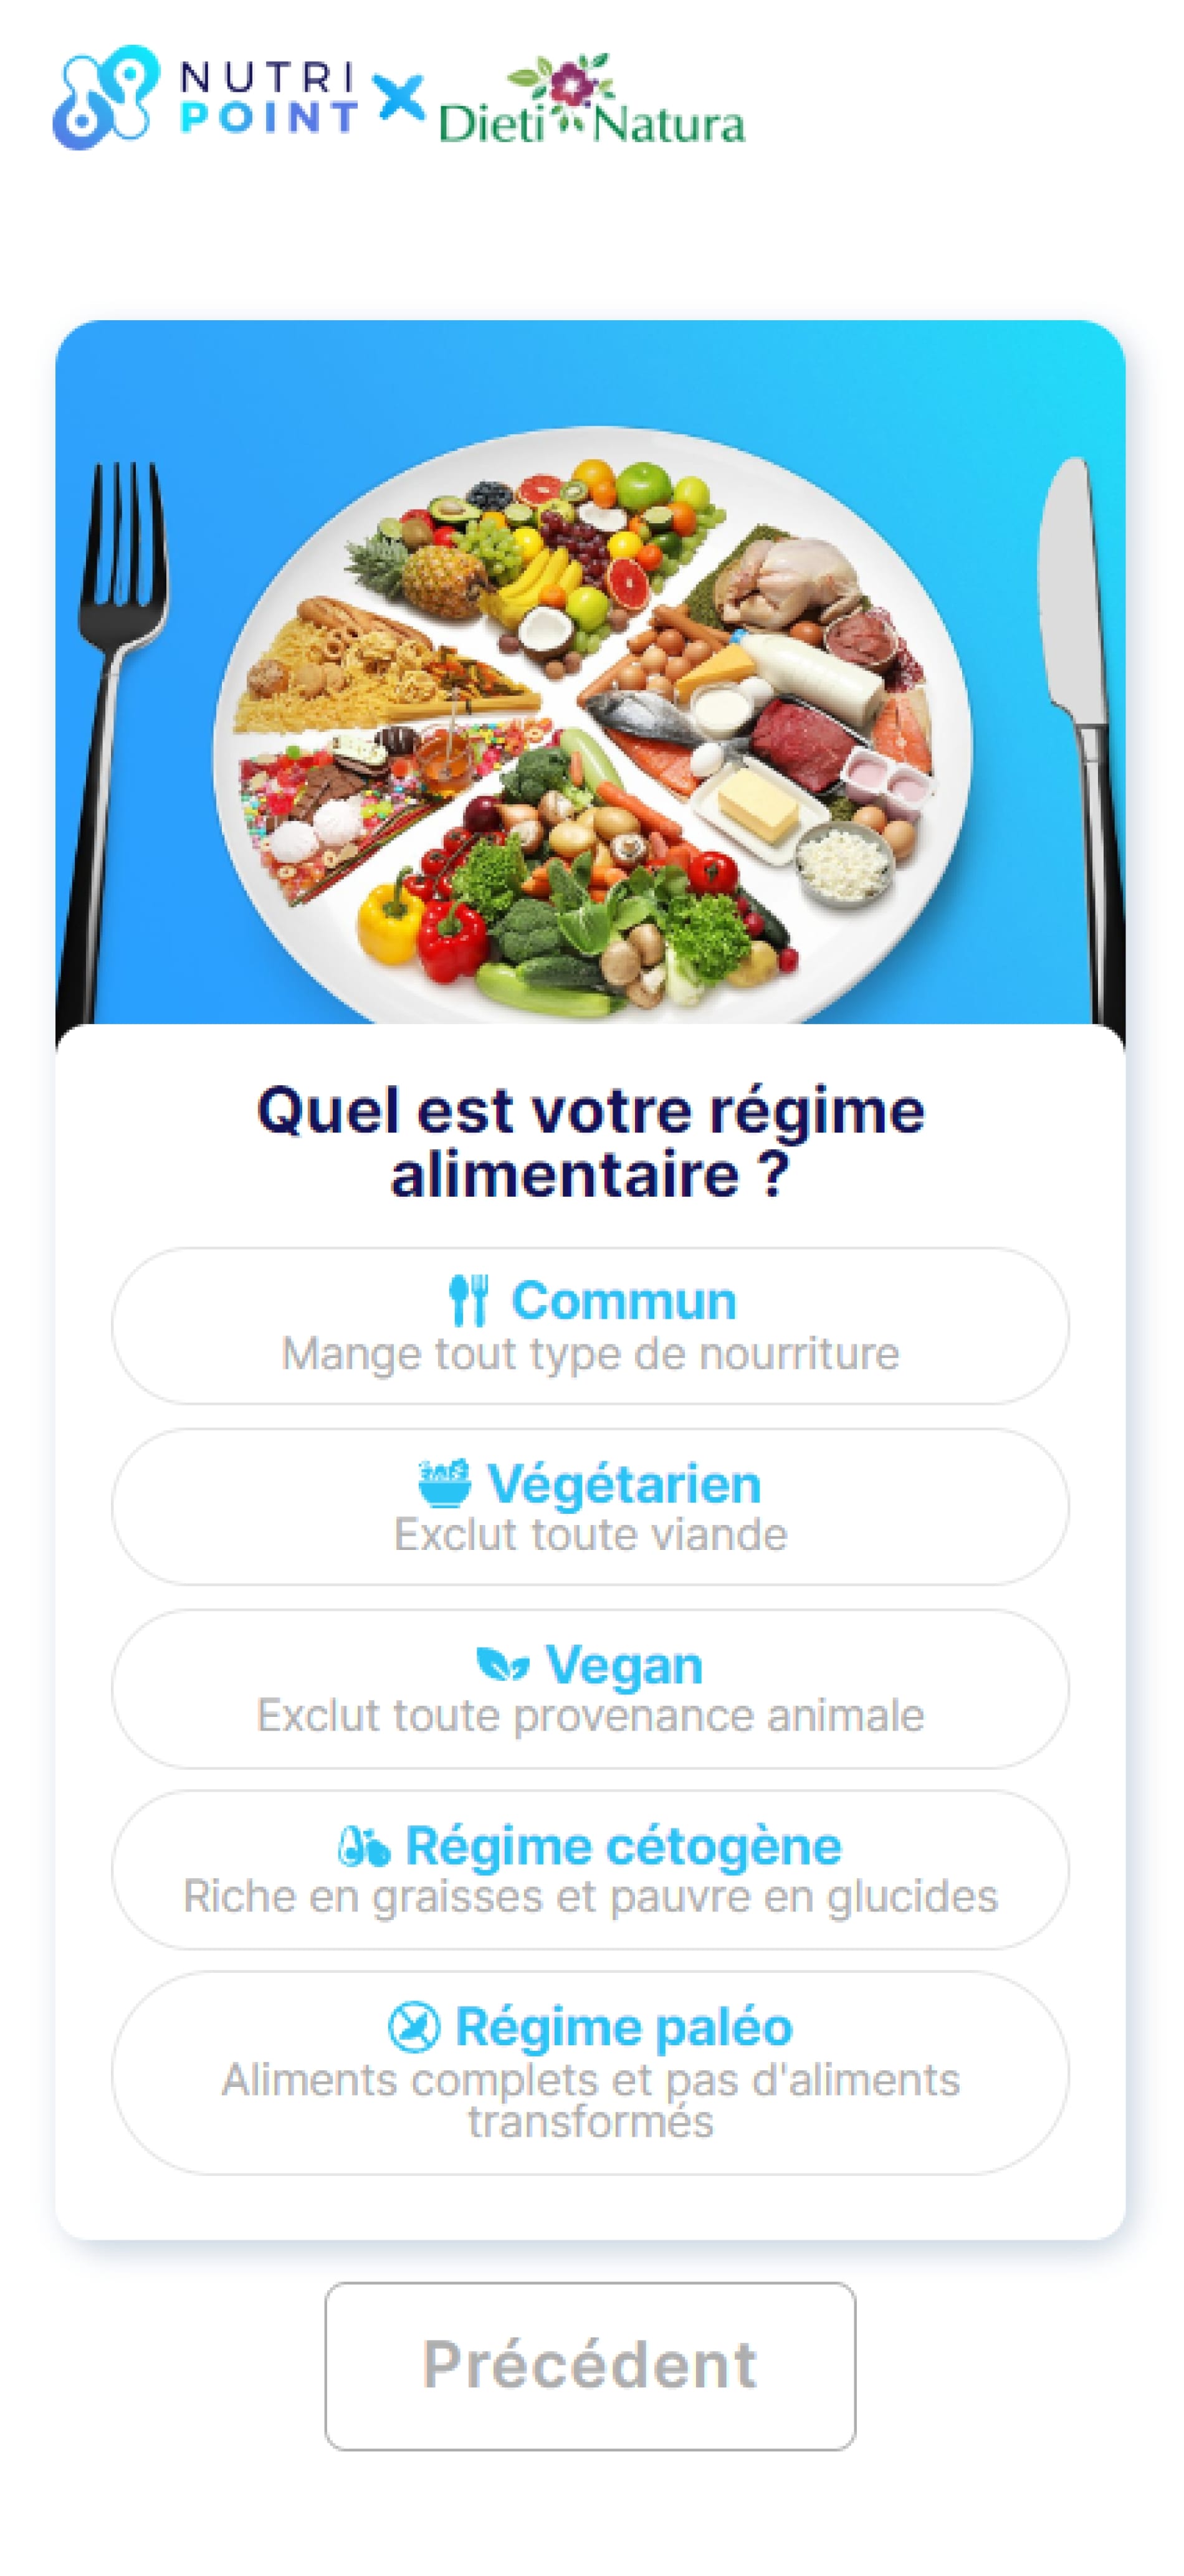 NUTRI
POINT
Dieti Natura
Quel est votre régime
alimentaire ?
Commun
Mange tout type de nourriture
Végétarien
Exclut toute viande
Vegan
Exclut toute provenance animale
Régime cétogène
Riche en graisses et pauvre en glucides
Régime paléo
Aliments complets et pas d'aliments
transformés
Précédent